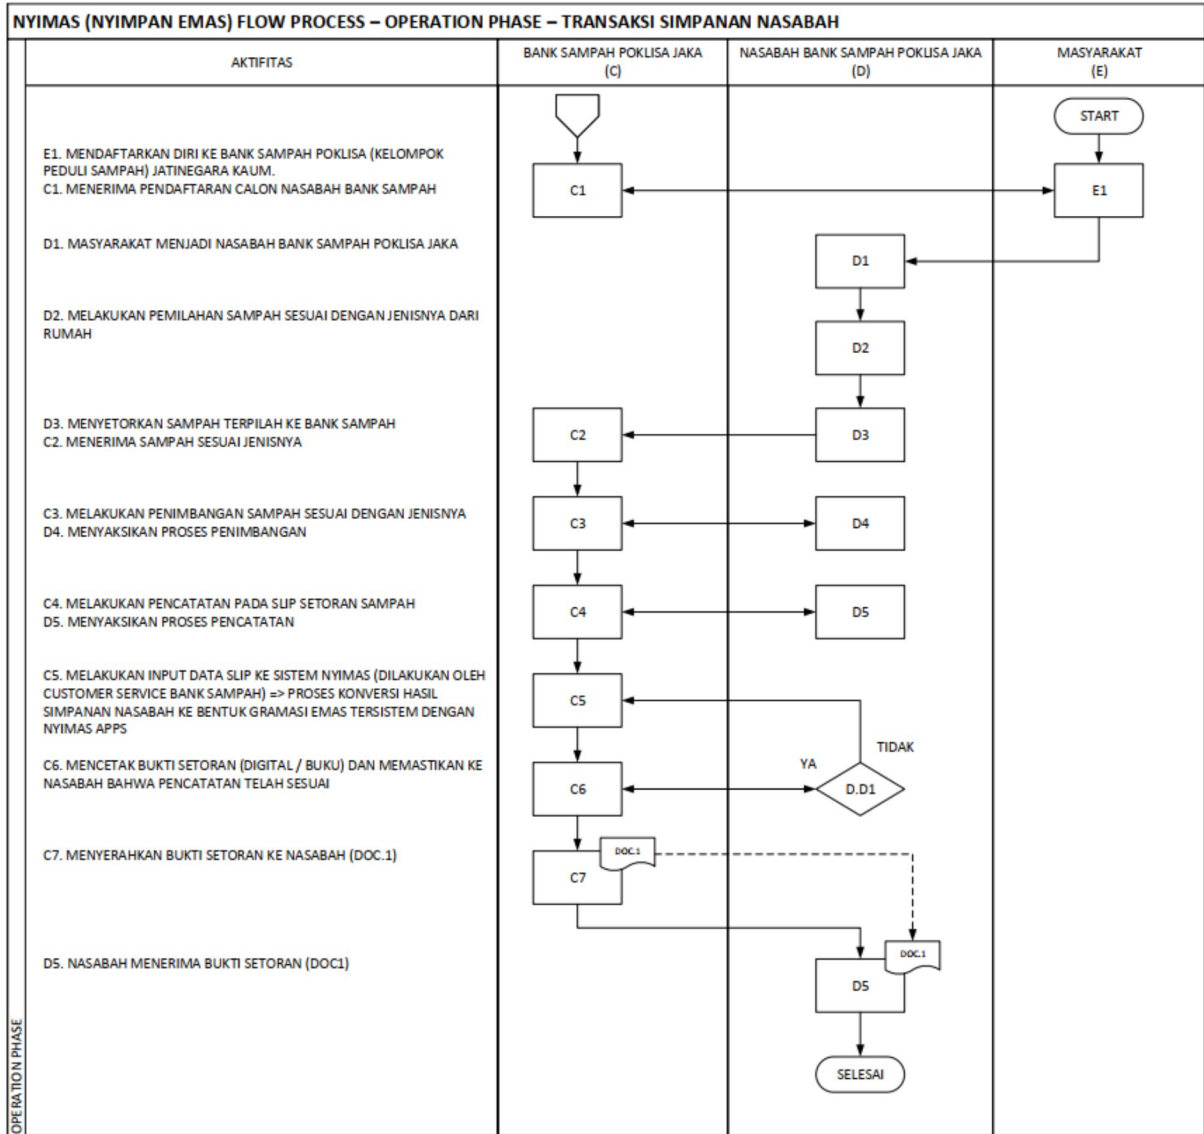 NYIMAS (NYIMPAN EMAS) FLOW PROCESS – OPERATION PHASE – TRANSAKSI SIMPANAN NASABAH
AKTIFITAS
BANK SAMPAH POKLISA JAKA
(C)
NASABAH BANK SAMPAH POKLISA JAKA
(D)
MASYARAKAT
(E)
START
E1. MENDAFTARKAN DIRI KE BANK SAMPAH POKLISA (KELOMPOK
PEDULI SAMPAH) JATINEGARA KAUM.
C1. MENERIMA PENDAFTARAN CALON NASABAH BANK SAMPAH
C1
E1
D1. MASYARAKAT MENJADI NASABAH BANK SAMPAH POKLISA JAKA
D1
D2. MELAKUKAN PEMILAHAN SAMPAH SESUAI DENGAN JENISNYA DARI
RUMAH
D2
D3. MENYETORKAN SAMPAH TERPILAH KE BANK SAMPAH
C2. MENERIMA SAMPAH SESUAI JENISNYA
C2
D3
C3. MELAKUKAN PENIMBANGAN SAMPAH SESUAI DENGAN JENISNYA
D4. MENYAKSIKAN PROSES PENIMBANGAN
C3
D4
C4. MELAKUKAN PENCATATAN PADA SLIP SETORAN SAMPAH
D5. MENYAKSIKAN PROSES PENCATATAN
C4
D5
C5. MELAKUKAN INPUT DATA SLIP KE SISTEM NYIMAS (DILAKUKAN OLEH
CUSTOMER SERVICE BANK SAMPAH) => PROSES KONVERSI HASIL
SIMPANAN NASABAH KE BENTUK GRAMASI EMAS TERSISTEM DENGAN
NYIMAS APPS
C5
TIDAK
C6. MENCETAK BUKTI SETORAN (DIGITAL / BUKU) DAN MEMASTIKAN KE
NASABAH BAHWA PENCATATAN TELAH SESUAI
C6
YA
D.D1
C7. MENYERAHKAN BUKTI SETORAN KE NASABAH (DOC.1)
DOC.1
C7
D5. NASABAH MENERIMA BUKTI SETORAN (DOC1)
DOC.1
D5
SELESAI
OPERATION PHASE